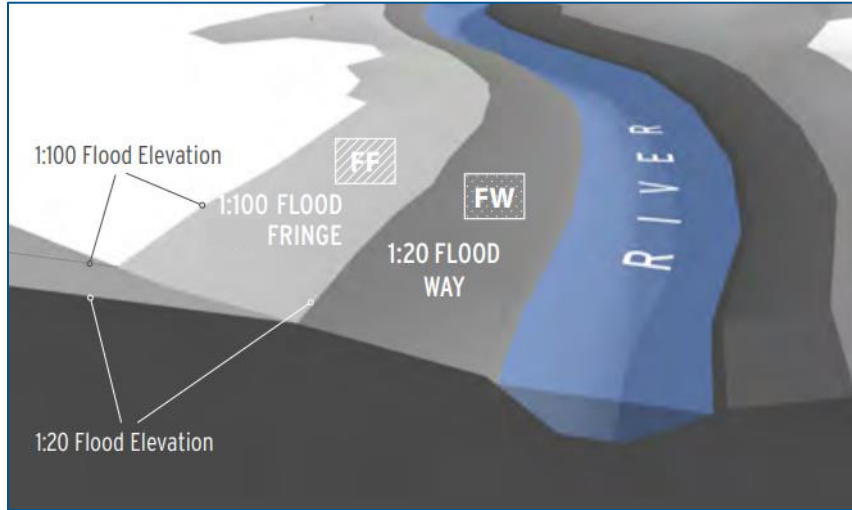 1:100 Flood Elevation
FF
1:100 FLOOD
FRINGE
FW
1:20 FLOOD
WAY
RIVER
1:20 Flood Elevation